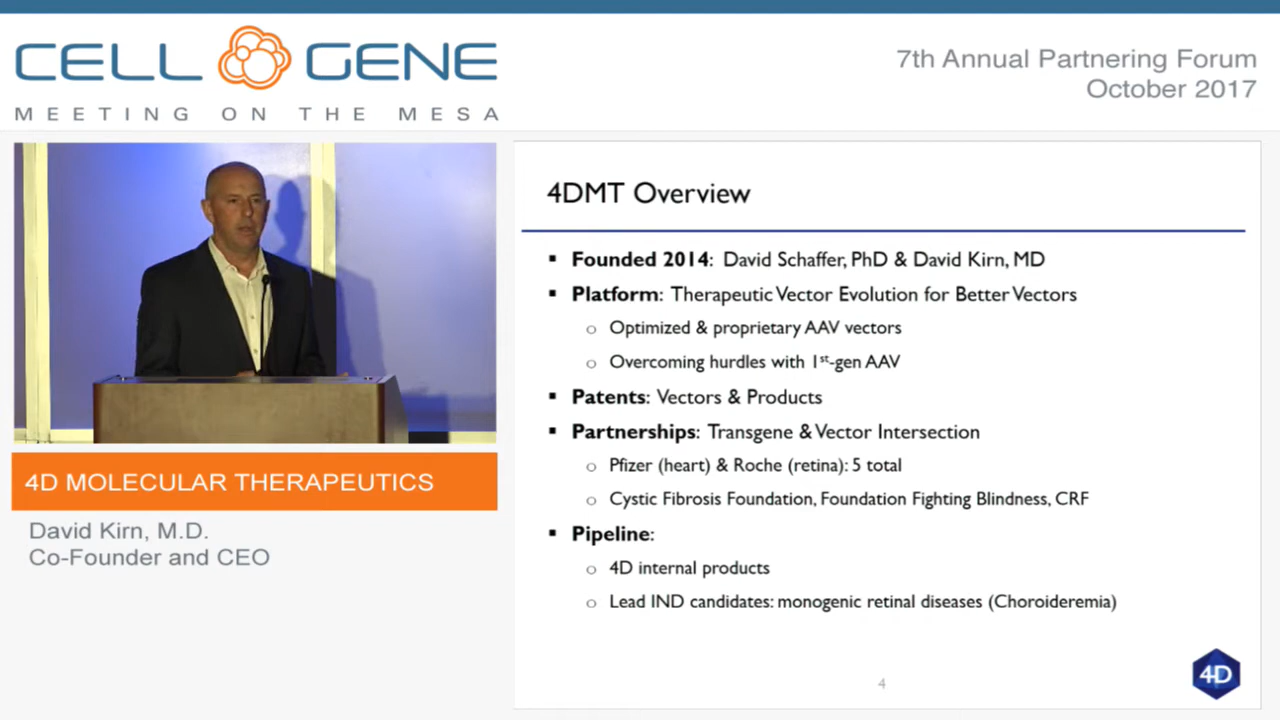 CELL GENE
MEETING ON THE MESA
7th Annual Partnering Forum
October 2017
4D MOLECULAR THERAPEUTICS
David Kirn, M.D.
Co-Founder and CEO
4DMT Overview
▪ Founded 2014: David Schaffer, PhD & David Kirn, MD
▪ Platform: Therapeutic Vector Evolution for Better Vectors
o Optimized & proprietary AAV vectors
o Overcoming hurdles with 1st-gen AAV
▪ Patents: Vectors & Products
▪ Partnerships: Transgene & Vector Intersection
o Pfizer (heart) & Roche (retina): 5 total
o Cystic Fibrosis Foundation, Foundation Fighting Blindness, CRF
▪ Pipeline:
o 4D internal products
o Lead IND candidates: monogenic retinal diseases (Choroideremia)
4
4D